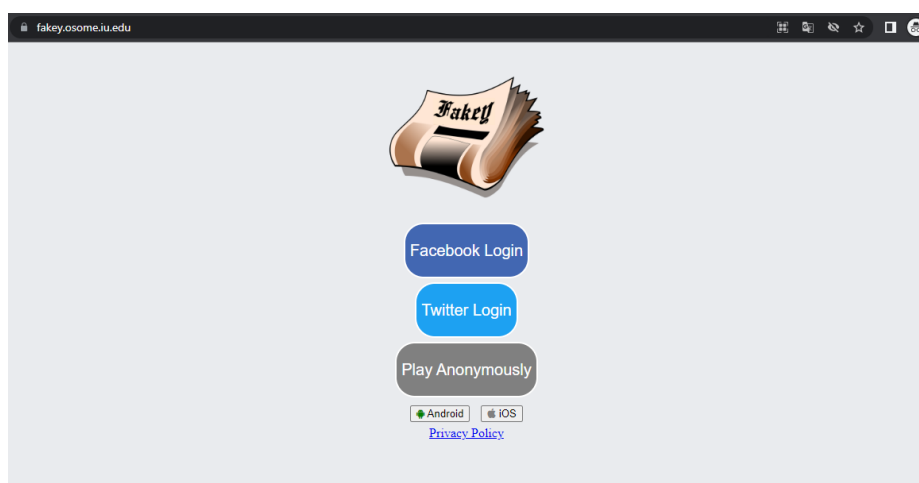 fakey.osome.iu.edu
Fakey
Facebook Login
Twitter Login
Play Anonymously
Android iOS
Privacy Policy